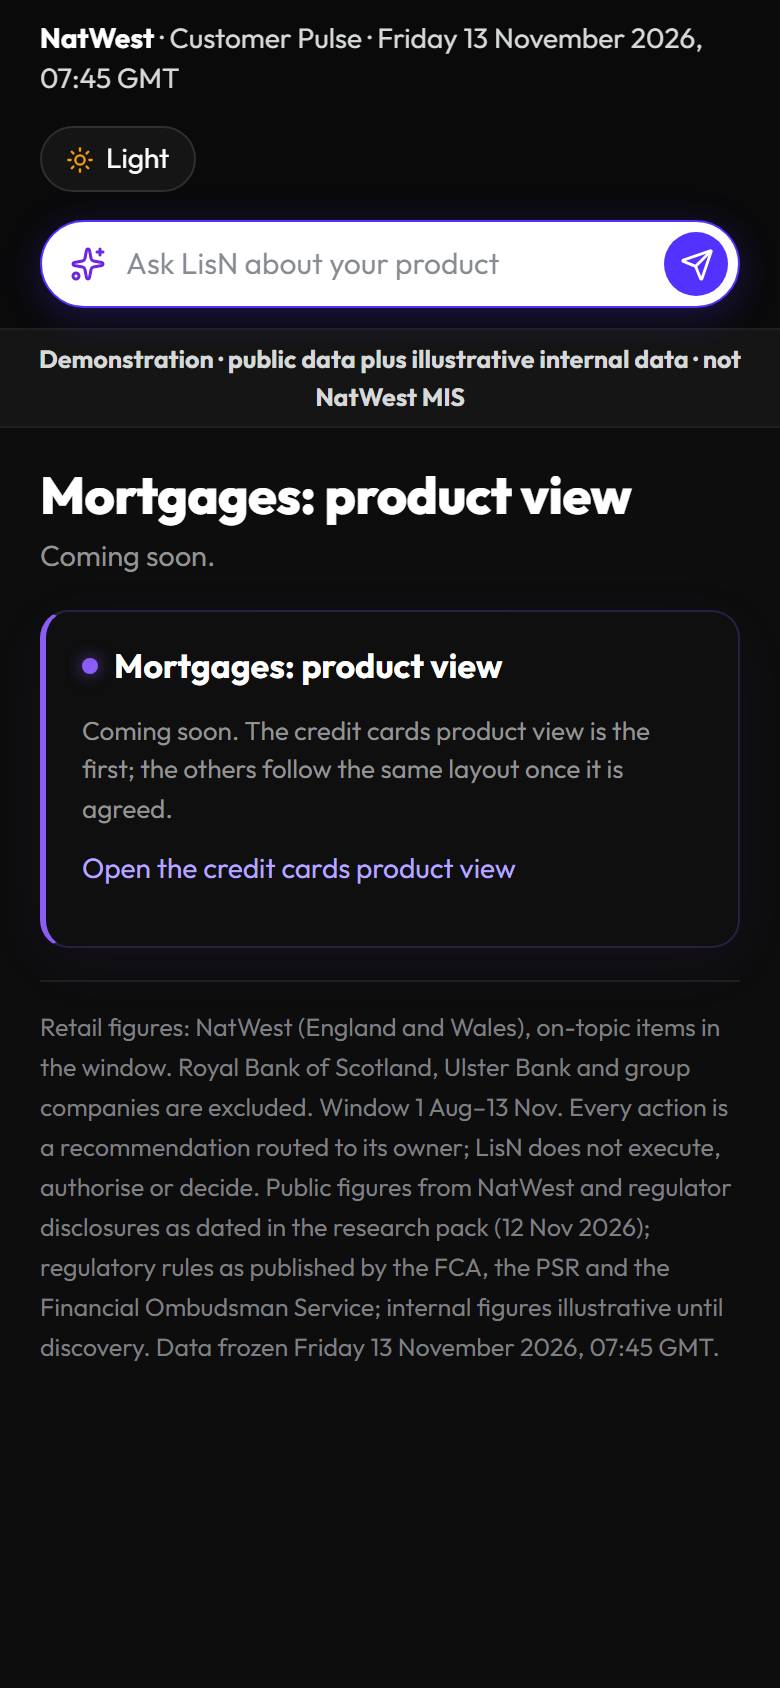 NatWest · Customer Pulse · Friday 13 November 2026,
07:45 GMT
Light
Ask LisN about your product
Demonstration · public data plus illustrative internal data · not
NatWest MIS
Mortgages: product view
Coming soon.
Mortgages: product view
Coming soon. The credit cards product view is the
first; the others follow the same layout once it is
agreed.
Open the credit cards product view
Retail figures: NatWest (England and Wales), on-topic items in
the window. Royal Bank of Scotland, Ulster Bank and group
companies are excluded. Window 1 Aug–13 Nov. Every action is
a recommendation routed to its owner; LisN does not execute,
authorise or decide. Public figures from NatWest and regulator
disclosures as dated in the research pack (12 Nov 2026);
regulatory rules as published by the FCA, the PSR and the
Financial Ombudsman Service; internal figures illustrative until
discovery. Data frozen Friday 13 November 2026, 07:45 GMT.